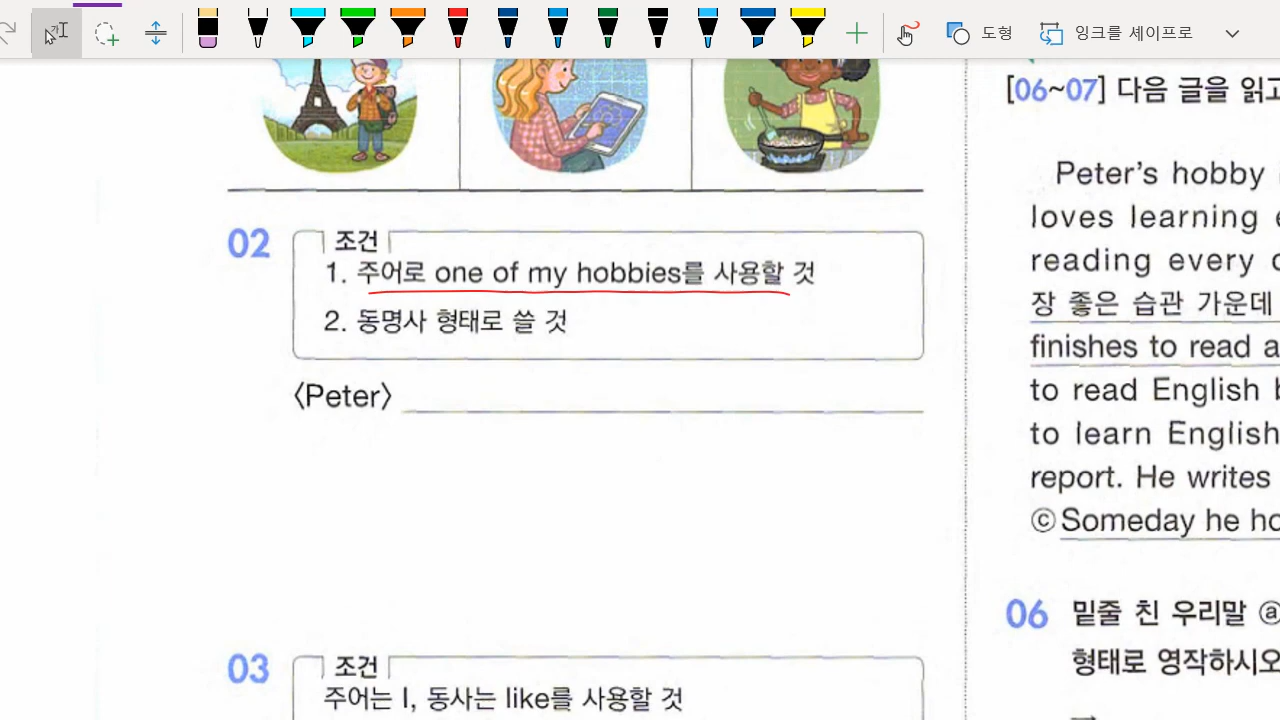 도형
잉크를 셰이프로
02
조건
1. 주어로 one of my hobbies를 사용할 것
2. 동명사 형태로 쓸 것
〈Peter〉
03
조건
주어는 I, 동사는 like를 사용할 것
[06~07] 다음 글을 읽고
Peter's hobby
loves learning
reading every
장 좋은 습관 가운데
finishes to read a
to read English
to learn English
report. He writes
ⓒSomeday he ho
06 밑줄 친 우리말 ⓐ
형태로 영작하시오